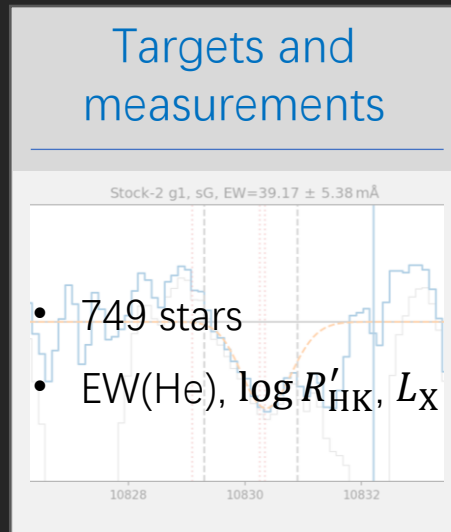 Targets and
measurements
Stock-2 g1, sG, EW=39.17 ± 5.38 mÅ
• 749 stars
• EW(He), log R′HK, LX
10828 10830 10832